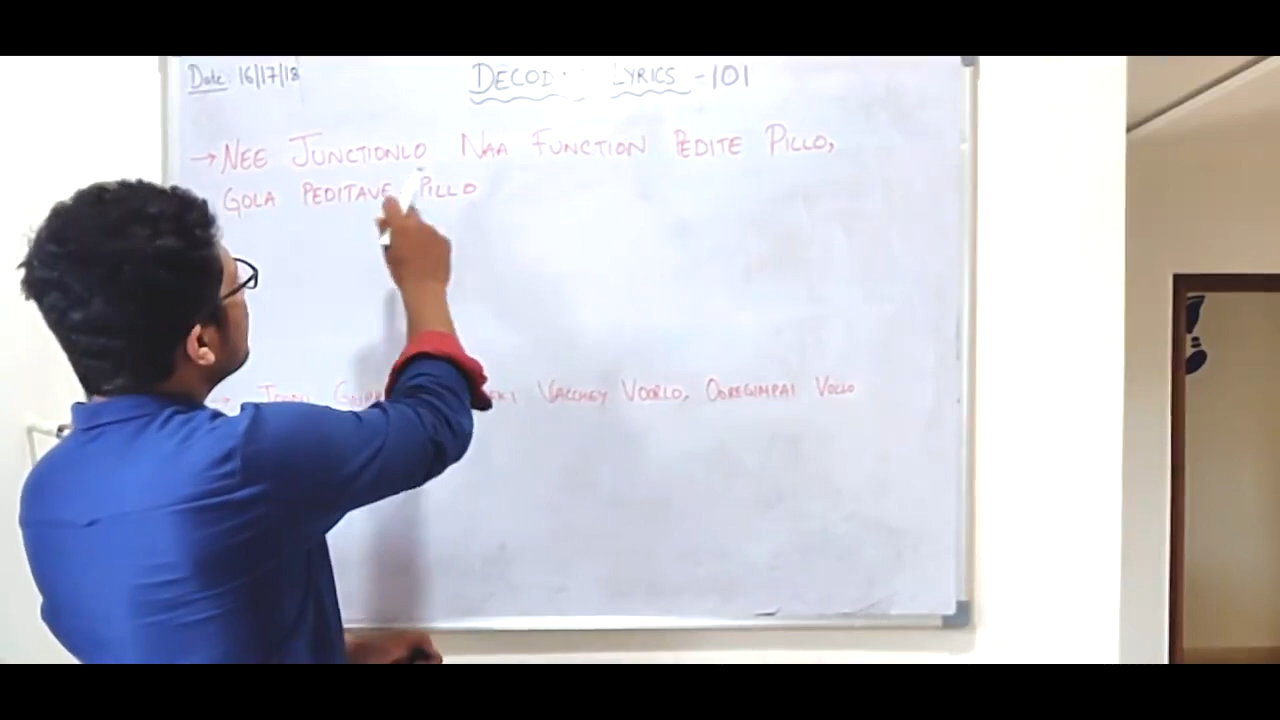 Date: 16/17/18
DECOD LYRICS -101
→ NEE JUNCTIONLO NAA FUNCTION PEDITE PILLO,
GOLA PEDITAVE PILLO
VACCHEY VOORLO, OOREGIMPAI VOLLO